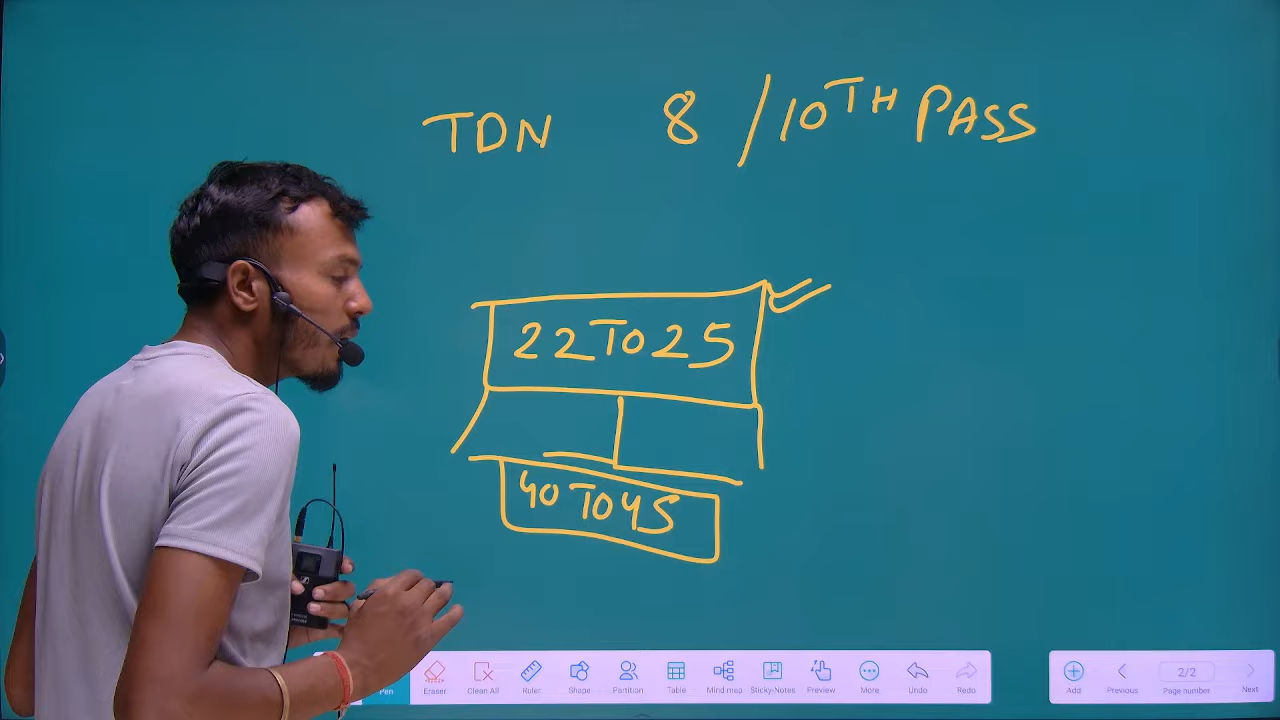 TDN 8 / 10TH PASS
22 TO 25
40 TO 45
Pen Eraser Clean All Ruler Shape Partition Table Mind map Sticky-Notes Preview More Undo Redo Add Previous 2/2 Page number Next